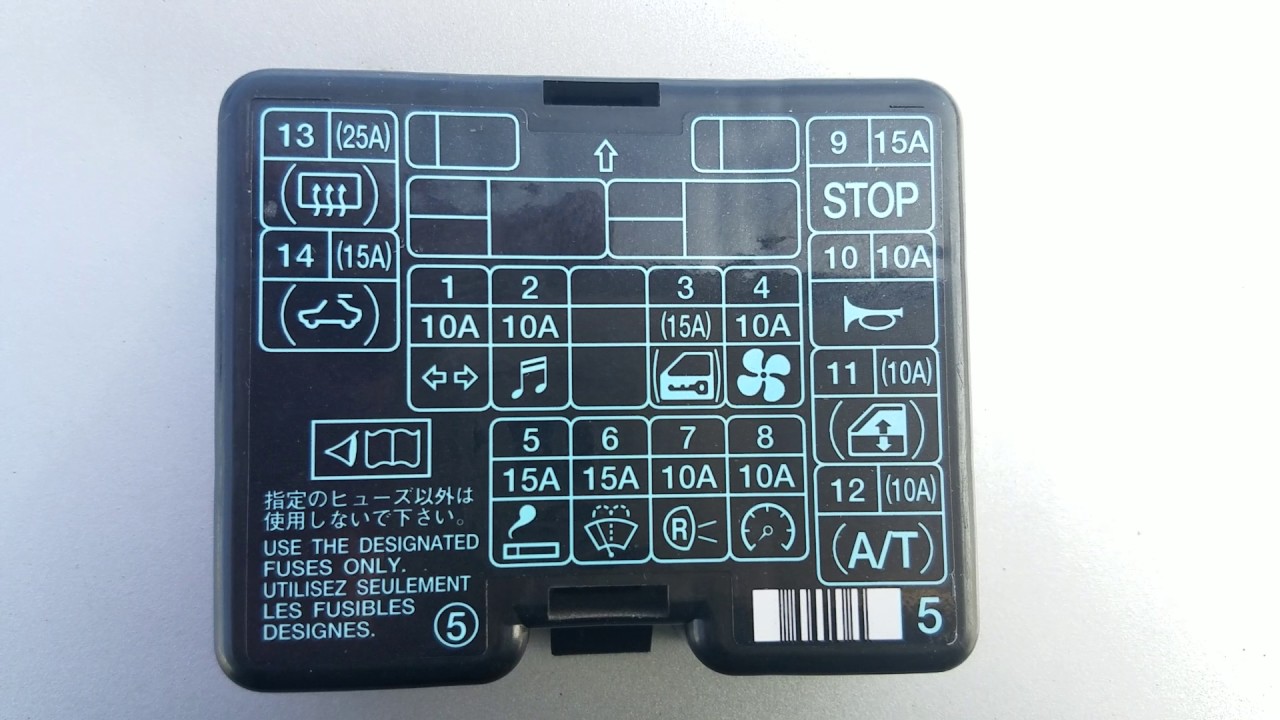 13 (25A)
14 (15A)
1 2 3 4
10A 10A (15A) 10A
5 6 7 8
15A 15A 10A 10A
R
9 15A
STOP
10 10A
11 (10A)
12 (10A)
(A/T)
指定のヒューズ以外は
使用しないで下さい。
USE THE DESIGNATED
FUSES ONLY.
UTILISEZ SEULEMENT
LES FUSIBLES
DESIGNES.
⑤
5